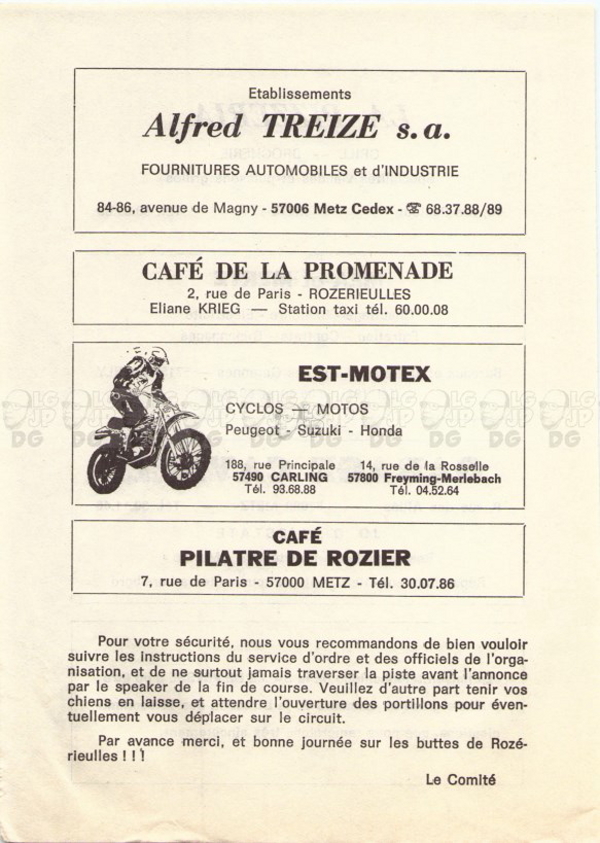 Etablissements
Alfred TREIZE s.a.
FOURNITURES AUTOMOBILES et d'INDUSTRIE
84-86, avenue de Magny - 57006 Metz Cedex - ☎ 68.37.88/89
CAFÉ DE LA PROMENADE
2, rue de Paris - ROZERIEULLES
Eliane KRIEG — Station taxi tél. 60.00.08
EST-MOTEX
CYCLOS — MOTOS
Peugeot - Suzuki - Honda
188, rue Principale 14, rue de la Rosselle
57490 CARLING 57800 Freyming-Merlebach
Tél. 93.68.88 Tél. 04.52.64
CAFÉ
PILATRE DE ROZIER
7, rue de Paris - 57000 METZ - Tél. 30.07.86
Pour votre sécurité, nous vous recommandons de bien vouloir
suivre les instructions du service d'ordre et des officiels de l'orga-
nisation, et de ne surtout jamais traverser la piste avant l'annonce
par le speaker de la fin de course. Veuillez d'autre part tenir vos
chiens en laisse, et attendre l'ouverture des portillons pour éven-
tuellement vous déplacer sur le circuit.
Par avance merci, et bonne journée sur les buttes de Rozé-
rieulles ! ! !
Le Comité